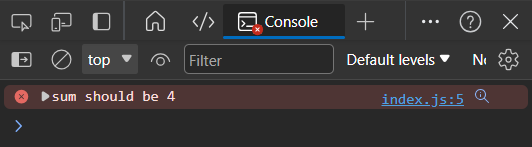 Console
top
Filter
Default levels
sum should be 4
index.js:5